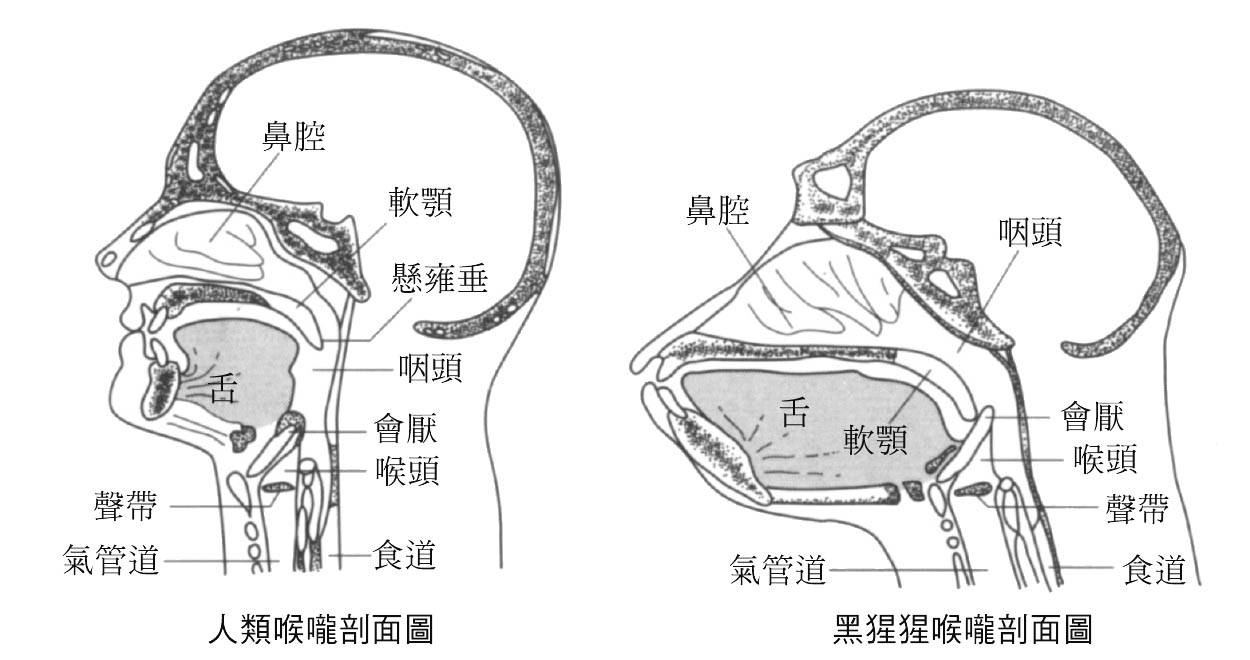 鼻腔
軟顎
懸雍垂
咽頭
舌
會厭
喉頭
聲帶
氣管道
食道
人類喉嚨剖面圖
鼻腔
咽頭
舌
軟顎
會厭
喉頭
聲帶
氣管道
食道
黑猩猩喉嚨剖面圖